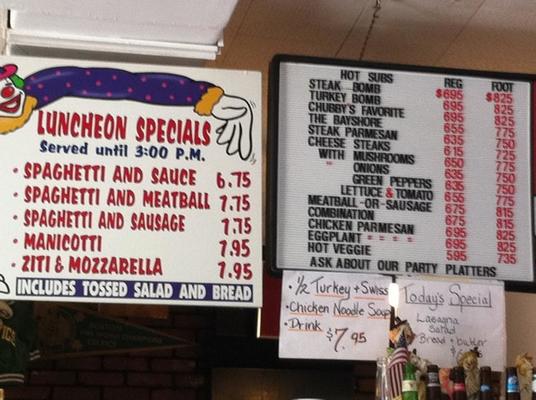 LUNCHEON SPECIALS
Served until 3:00 P.M.
• SPAGHETTI AND SAUCE 6.75
• SPAGHETTI AND MEATBALL 7.75
• SPAGHETTI AND SAUSAGE 7.75
• MANICOTTI 7.95
• ZITI & MOZZARELLA 7.95
INCLUDES TOSSED SALAD AND BREAD
HOT SUBS REG FOOT
STEAK BOMB $695 $825
TURKEY BOMB 695 825
CHUBBY'S FAVORITE 695 825
THE BAYSHORE 655 775
STEAK PARMESAN 635 750
CHEESE STEAKS 615 725
WITH MUSHROOMS 650 775
" ONIONS 635 750
GREEN PEPPERS 635 750
LETTUCE & TOMATO 655 775
MEATBALL-OR-SAUSAGE 675 815
COMBINATION 675 815
CHICKEN PARMESAN 695 825
EGGPLANT " " " " 695 825
HOT VEGGIE 595 735
ASK ABOUT OUR PARTY PLATTERS
• 1/2 Turkey + Swiss
• Chicken Noodle Soup
• Drink
$7.95
Today's Special
Lasagna
Salad
Bread + butter